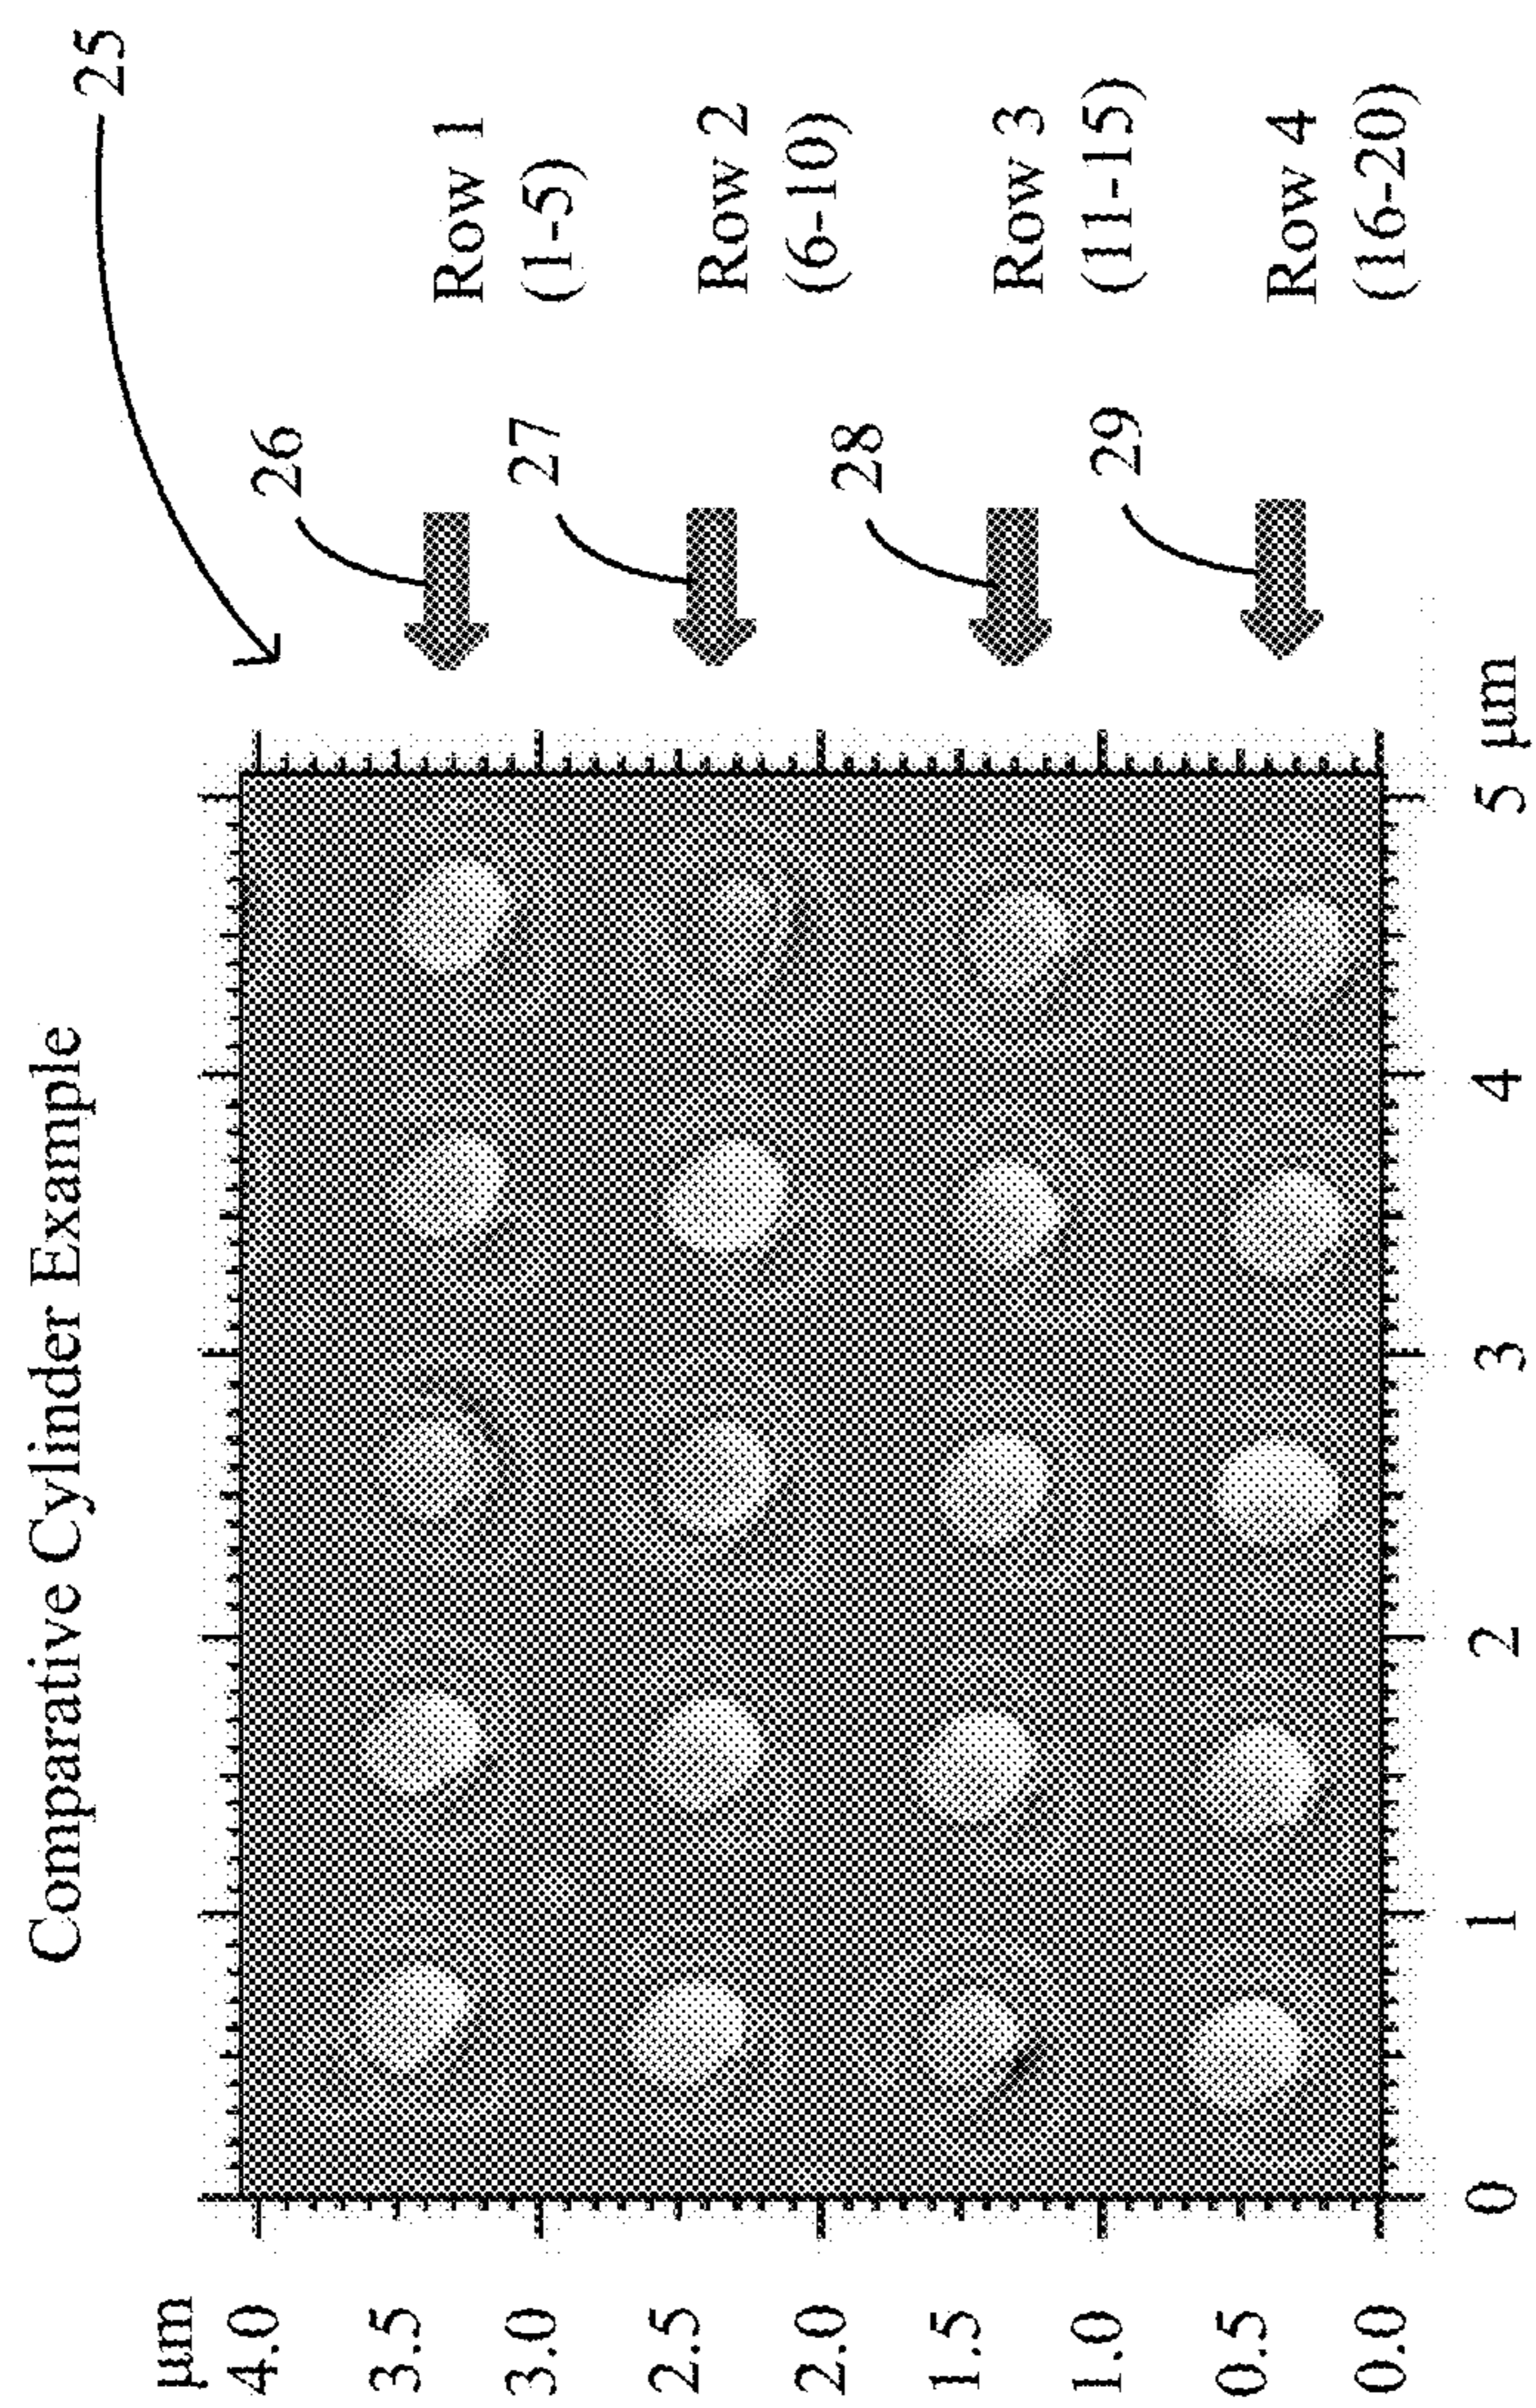 Comparative Cylinder Example
25
µm
4.0
3.5
3.0
2.5
2.0
1.5
1.0
0.5
0.0
26
Row 1
(1-5)
27
Row 2
(6-10)
28
Row 3
(11-15)
29
Row 4
(16-20)
0 1 2 3 4 5 µm